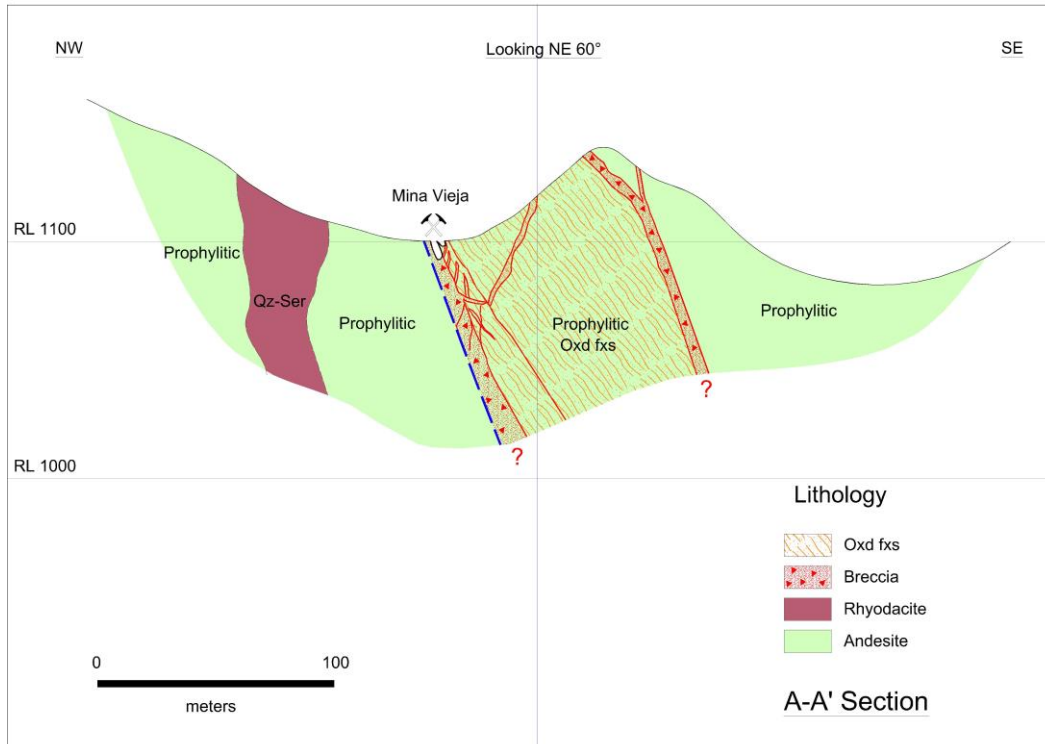 NW
Looking NE 60°
SE
Mina Vieja
RL 1100
Prophylitic
Qz-Ser
Prophylitic
Prophylitic
Oxd fxs
Prophylitic
?
?
RL 1000
Lithology
Oxd fxs
Breccia
Rhyodacite
Andesite
0
100
meters
A-A' Section